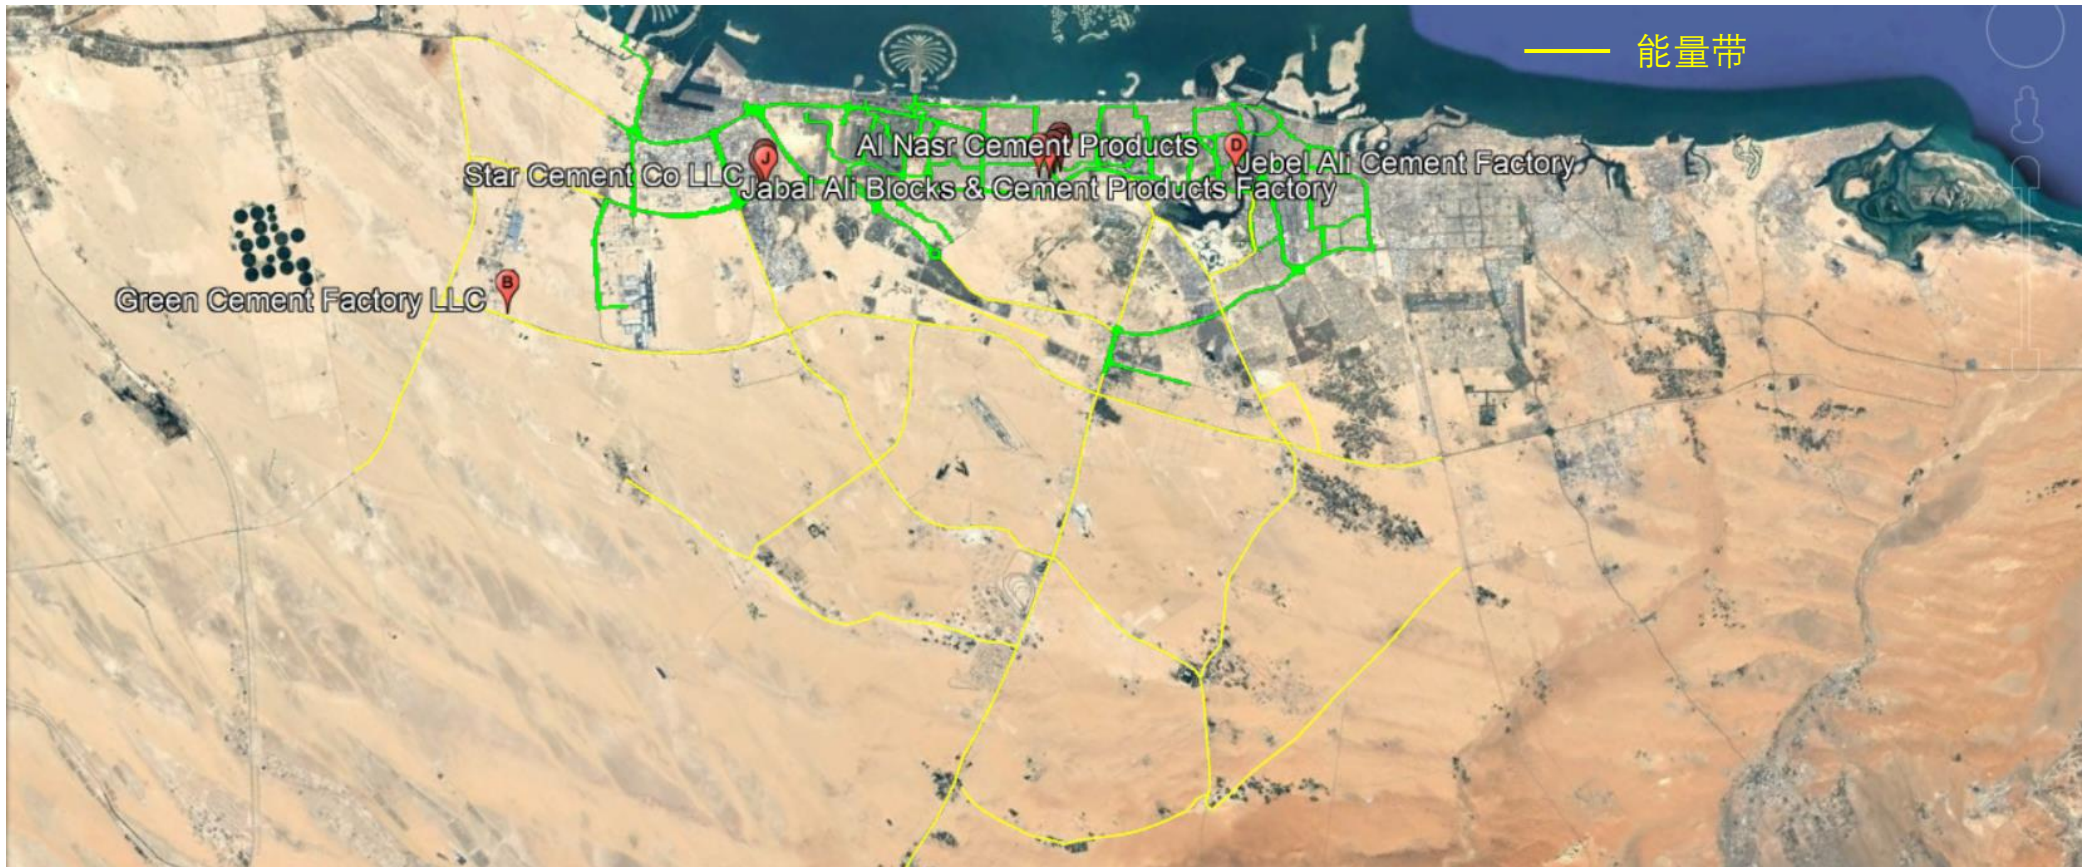 能量带
Al Nasr Cement Products
Jebel Ali Cement Factory
Star Cement Co LLC
J
D
Jabal Ali Blocks & Cement Products Factory
Green Cement Factory LLC
B